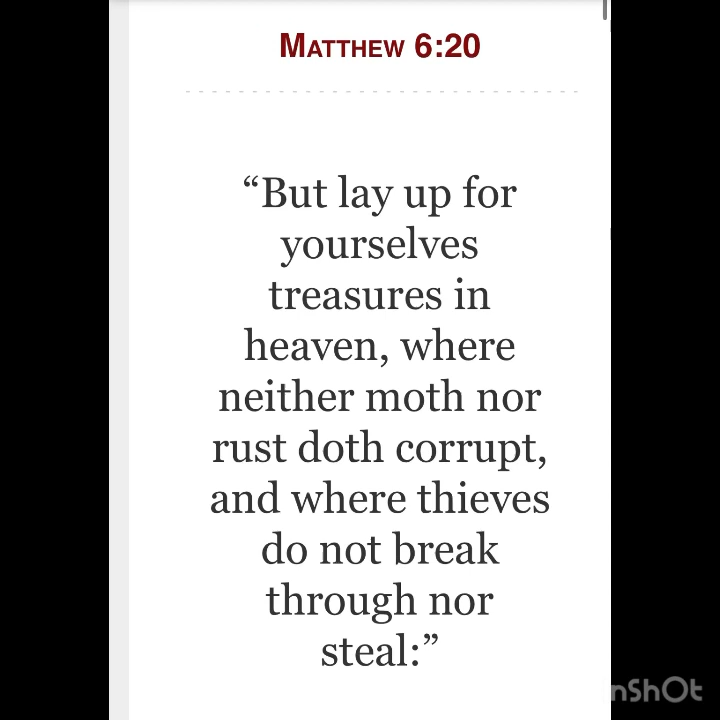 MATTHEW 6:20
“But lay up for
yourselves
treasures in
heaven, where
neither moth nor
rust doth corrupt,
and where thieves
do not break
through nor
steal:”
nShOt